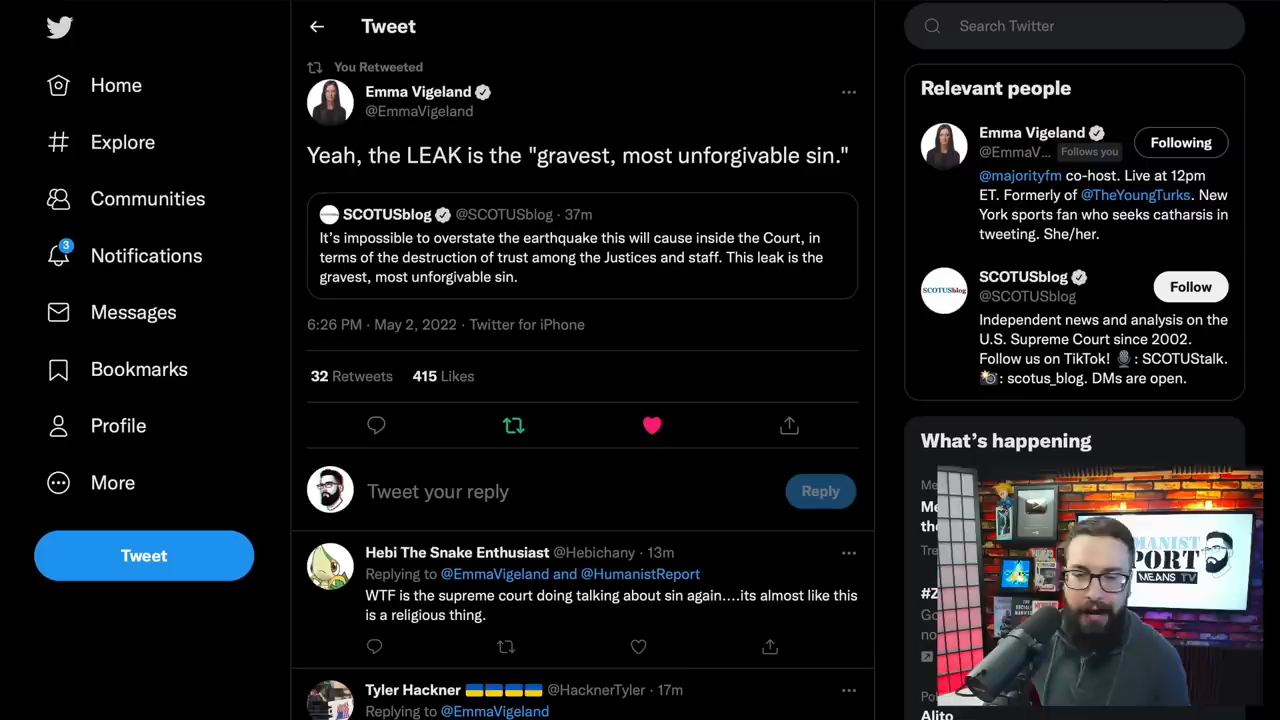 Home
Explore
Communities
3
Notifications
Messages
Bookmarks
Profile
More
Tweet
Tweet
You Retweeted
Emma Vigeland
@EmmaVigeland
Yeah, the LEAK is the "gravest, most unforgivable sin."
SCOTUSblog @SCOTUSblog · 37m
It's impossible to overstate the earthquake this will cause inside the Court, in
terms of the destruction of trust among the Justices and staff. This leak is the
gravest, most unforgivable sin.
6:26 PM · May 2, 2022 · Twitter for iPhone
32 Retweets 415 Likes
Tweet your reply
Reply
Hebi The Snake Enthusiast @Hebichany · 13m
Replying to @EmmaVigeland and @HumanistReport
WTF is the supreme court doing talking about sin again....its almost like this
is a religious thing.
Tyler Hackner 🇺🇦🇺🇦🇺🇦🇺🇦 @HacknerTyler · 17m
Replying to @EmmaVigeland
Search Twitter
Relevant people
Emma Vigeland
@EmmaV... Follows you
Following
@majorityfm co-host. Live at 12pm
ET. Formerly of @TheYoungTurks. New
York sports fan who seeks catharsis in
tweeting. She/her.
SCOTUSblog
SCOTUSblog
@SCOTUSblog
Follow
Independent news and analysis on the
U.S. Supreme Court since 2002.
Follow us on TikTok! 🎙️: SCOTUStalk.
📸: scotus_blog. DMs are open.
What's happening
MANIST
PORT
MEANS TV
Alito